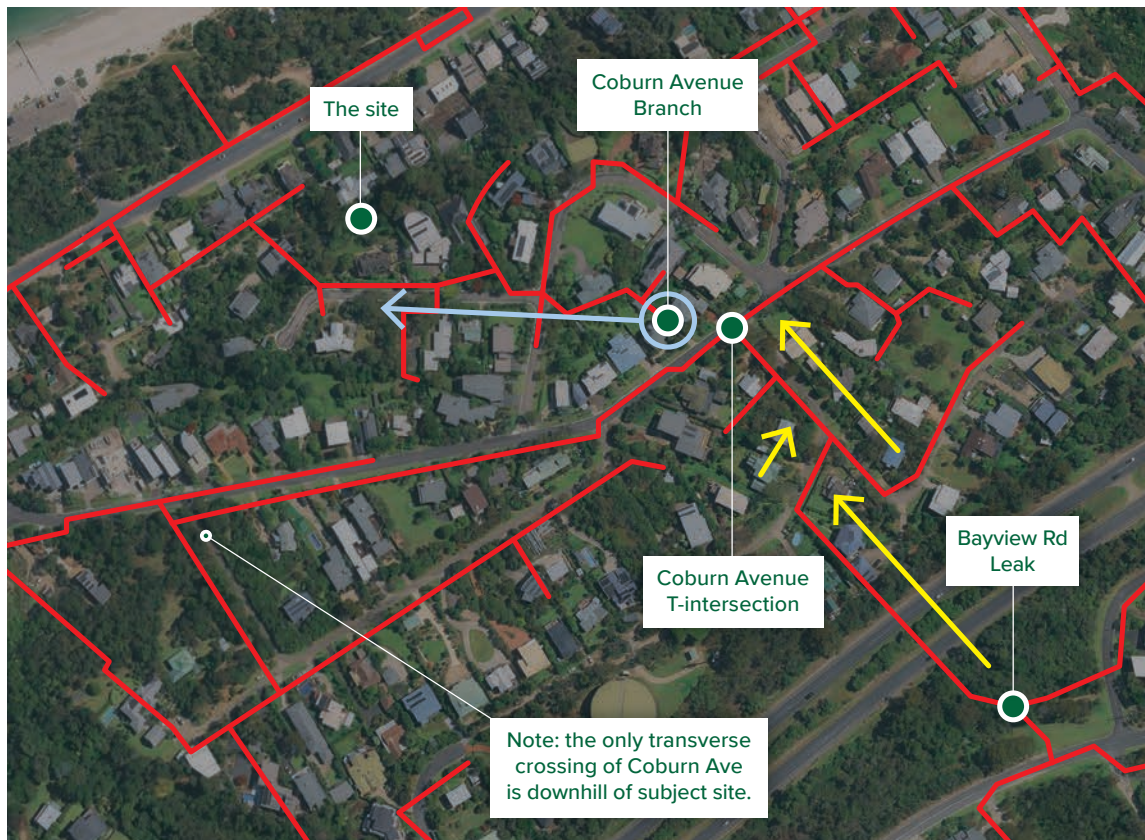 The site
Coburn Avenue
Branch
Coburn Avenue
T-intersection
Bayview Rd
Leak
Note: the only transverse
crossing of Coburn Ave
is downhill of subject site.